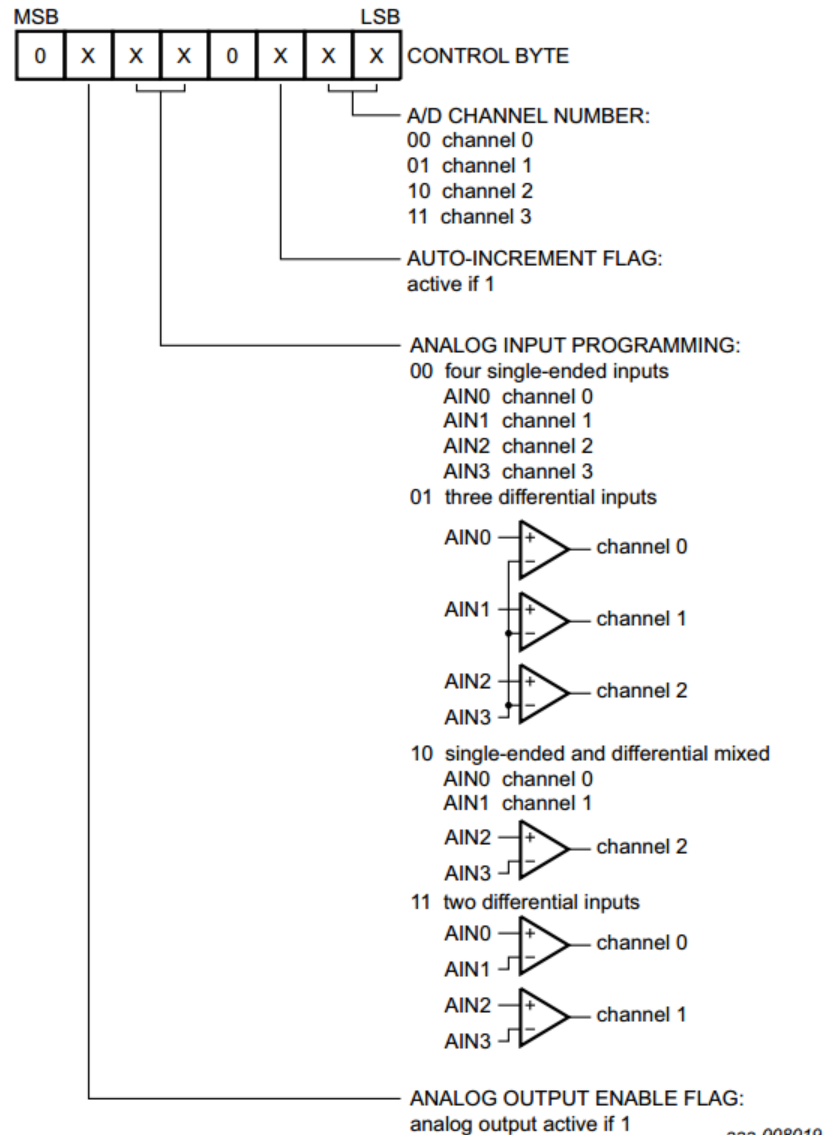 MSB LSB
0 X X X 0 X X X CONTROL BYTE
A/D CHANNEL NUMBER:
00 channel 0
01 channel 1
10 channel 2
11 channel 3
AUTO-INCREMENT FLAG:
active if 1
ANALOG INPUT PROGRAMMING:
00 four single-ended inputs
AIN0 channel 0
AIN1 channel 1
AIN2 channel 2
AIN3 channel 3
01 three differential inputs
AIN0 + − channel 0
AIN1 + − channel 1
AIN2 + − channel 2
AIN3
10 single-ended and differential mixed
AIN0 channel 0
AIN1 channel 1
AIN2 + − channel 2
AIN3
11 two differential inputs
AIN0 + − channel 0
AIN1
AIN2 + − channel 1
AIN3
ANALOG OUTPUT ENABLE FLAG:
analog output active if 1